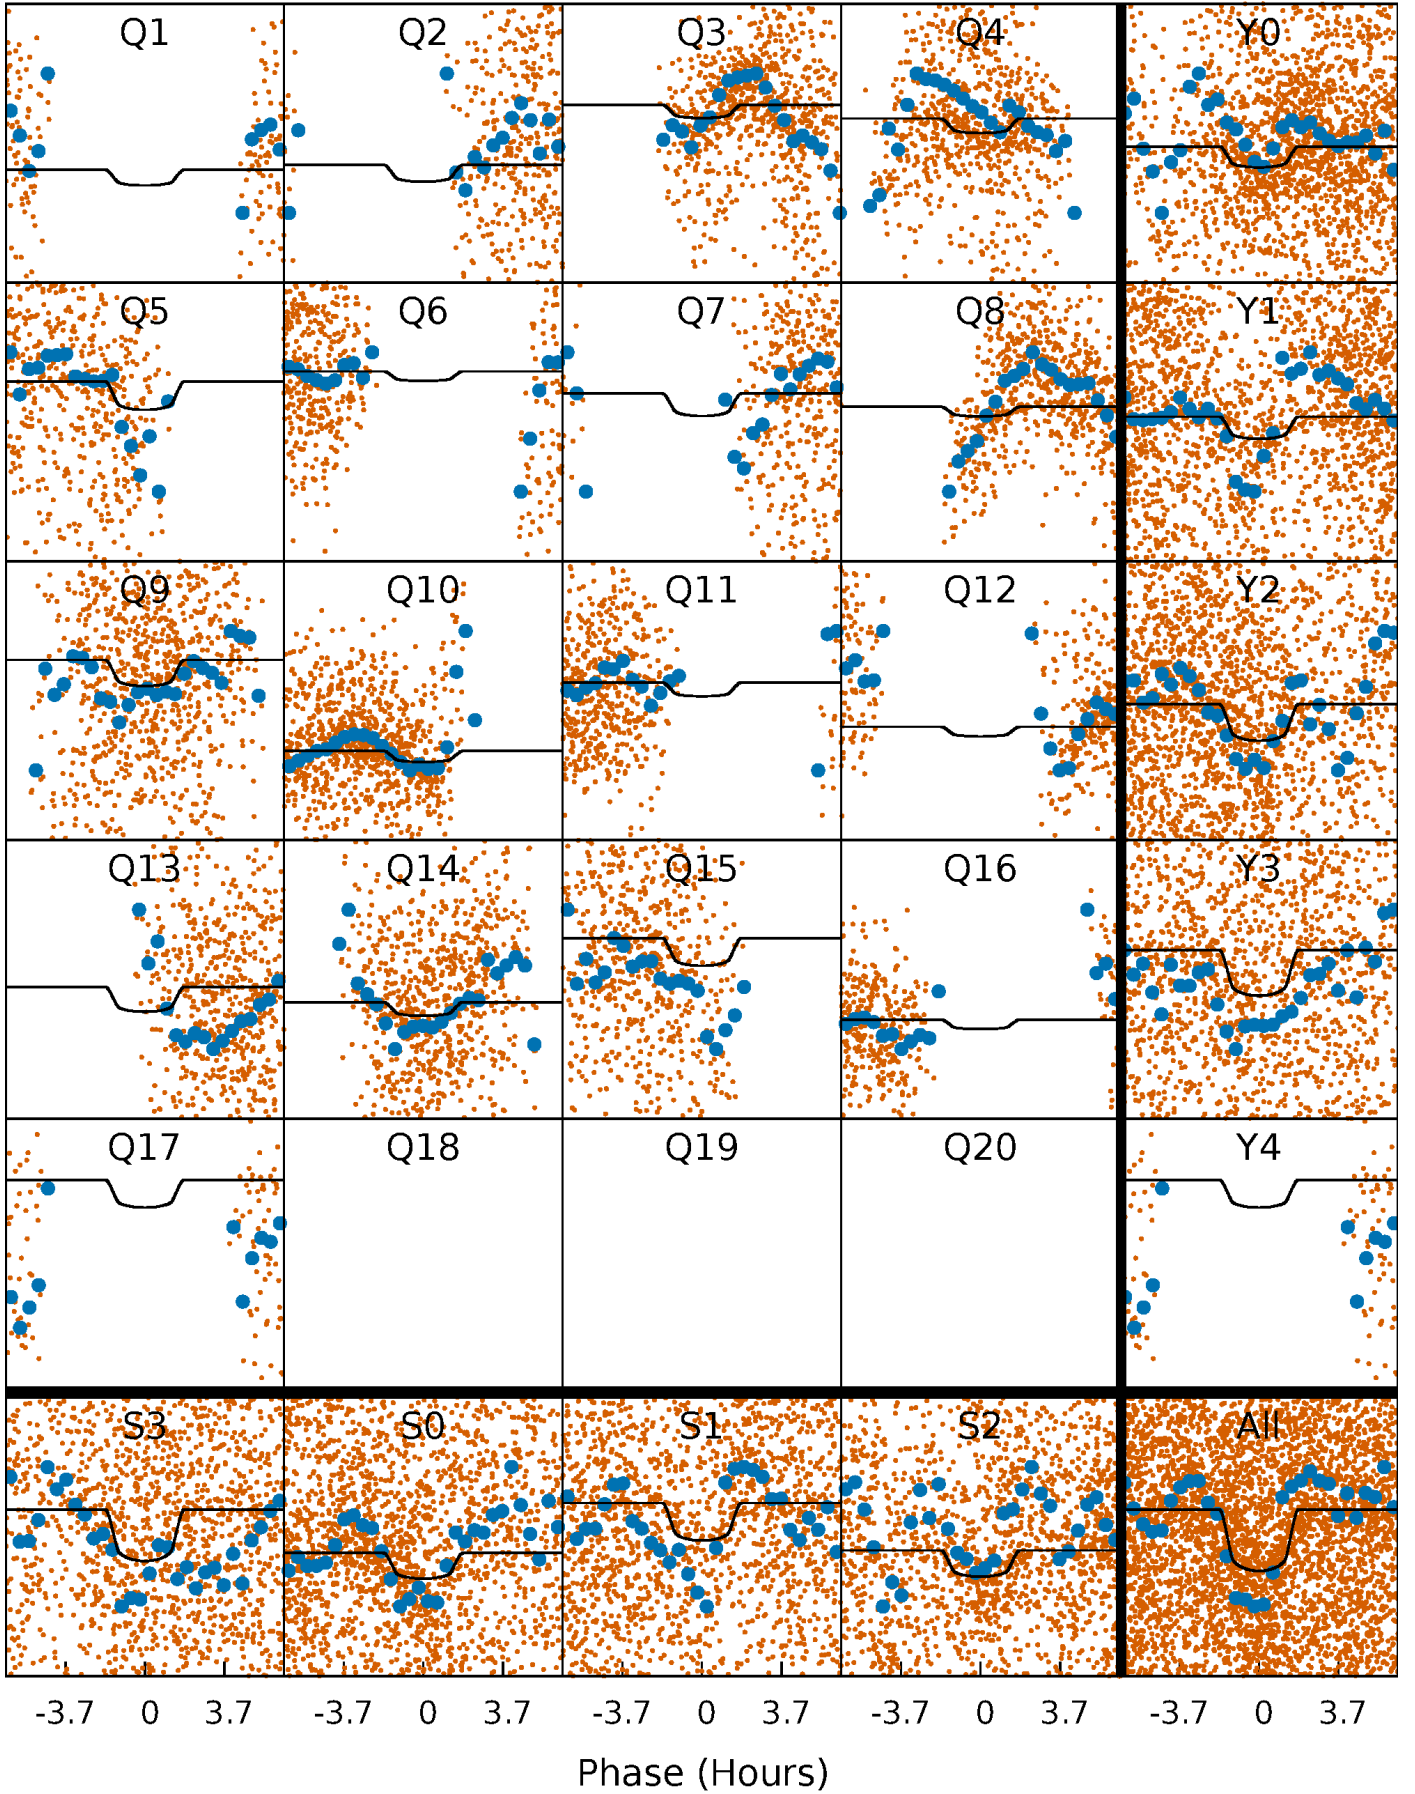 Q1 Q2 Q3 Q4 Y0
Q5 Q6 Q7 Q8 Y1
Q9 Q10 Q11 Q12 Y2
Q13 Q14 Q15 Q16 Y3
Q17 Q18 Q19 Q20 Y4
S3 S0 S1 S2 All
-3.7 0 3.7 -3.7 0 3.7 -3.7 0 3.7 -3.7 0 3.7 -3.7 0 3.7
Phase (Hours)